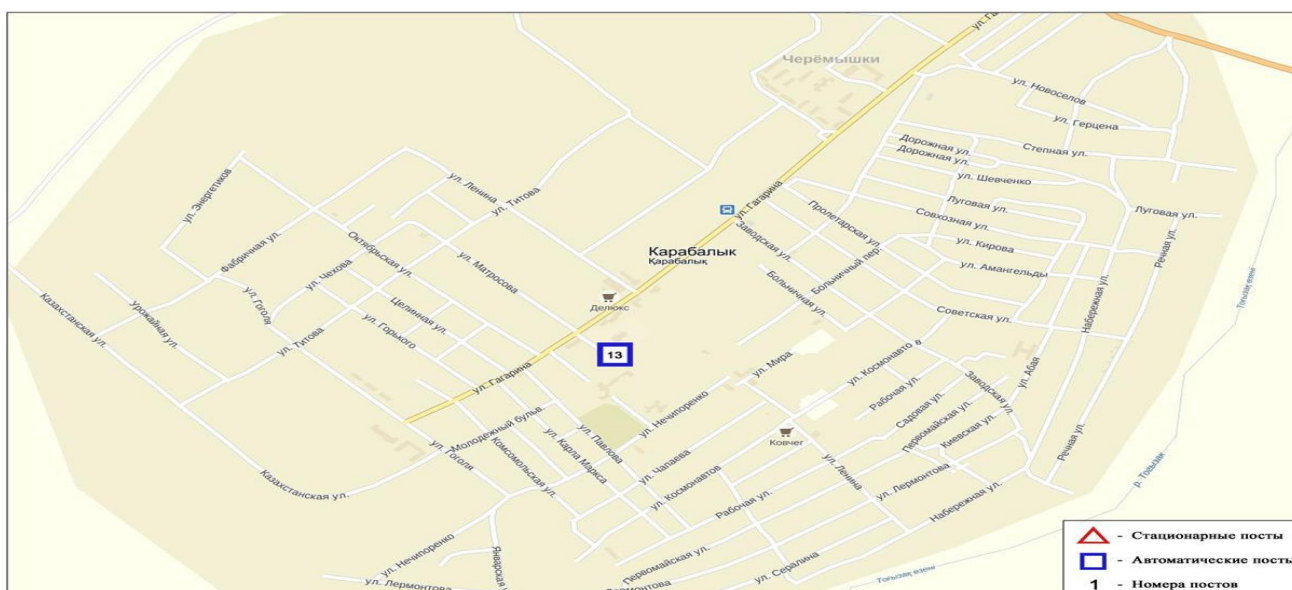 ул. Гагарина
Черёмышки
ул. Новоселов
ул. Герцена
Дорожная ул.
Дорожная ул.
Степная ул.
ул. Шевченко
ул. Энергетиков
ул. Ленина
ул. Титова
ул. Гагарина
Пролетарская ул.
Луговая ул.
Луговая ул.
Совхозная ул.
Заводская ул.
ул. Кирова
Речная ул.
Фабричная ул.
Октябрьская ул.
ул. Матросова
Карабалык
Қарабалық
Больничный пер.
ул. Амангельды
ул. Чехова
Больничная ул.
Набережная ул.
Тоғызақ өзені
Казахстанская ул.
Урожайная ул.
ул. Гоголя
Целинная ул.
ул. Горького
Делюкс
Советская ул.
ул. Титова
13
ул. Гагарина
ул. Мира
ул. Космонавтов
ул. Абая
Заводская ул.
Рабочая ул.
Садовая ул.
Молодежный бульв.
ул. Нечипоренко
Первомайская ул.
Киевская ул.
Ковчег
ул. Гоголя
Комсомольская ул.
ул. Карла Маркса
ул. Павлова
ул. Чапаева
ул. Ленина
Речная ул.
р. Тогызак
Казахстанская ул.
ул. Космонавтов
Рабочая ул.
ул. Лермонтова
Набережная ул.
ул. Нечипоренко
Январская
Первомайская ул.
ул. Сералина
Тоғызақ өзені
ул. Лермонтова
- Стационарные посты
- Автоматические посты
1 - Номера постов